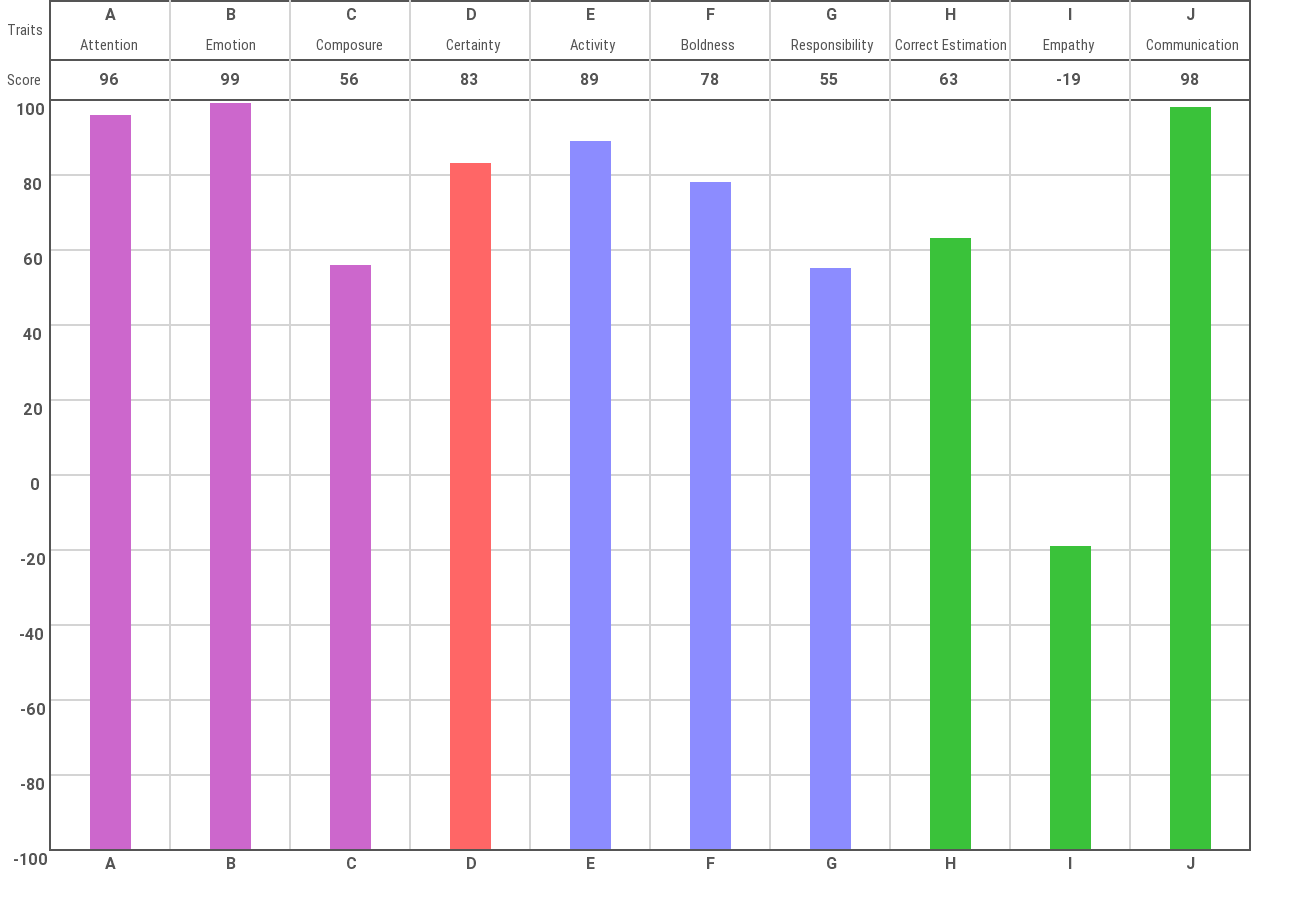 Traits
A B C D E F G H I J
Attention Emotion Composure Certainty Activity Boldness Responsibility Correct Estimation Empathy Communication
Score 96 99 56 83 89 78 55 63 -19 98
100
80
60
40
20
0
-20
-40
-60
-80
-100
A B C D E F G H I J